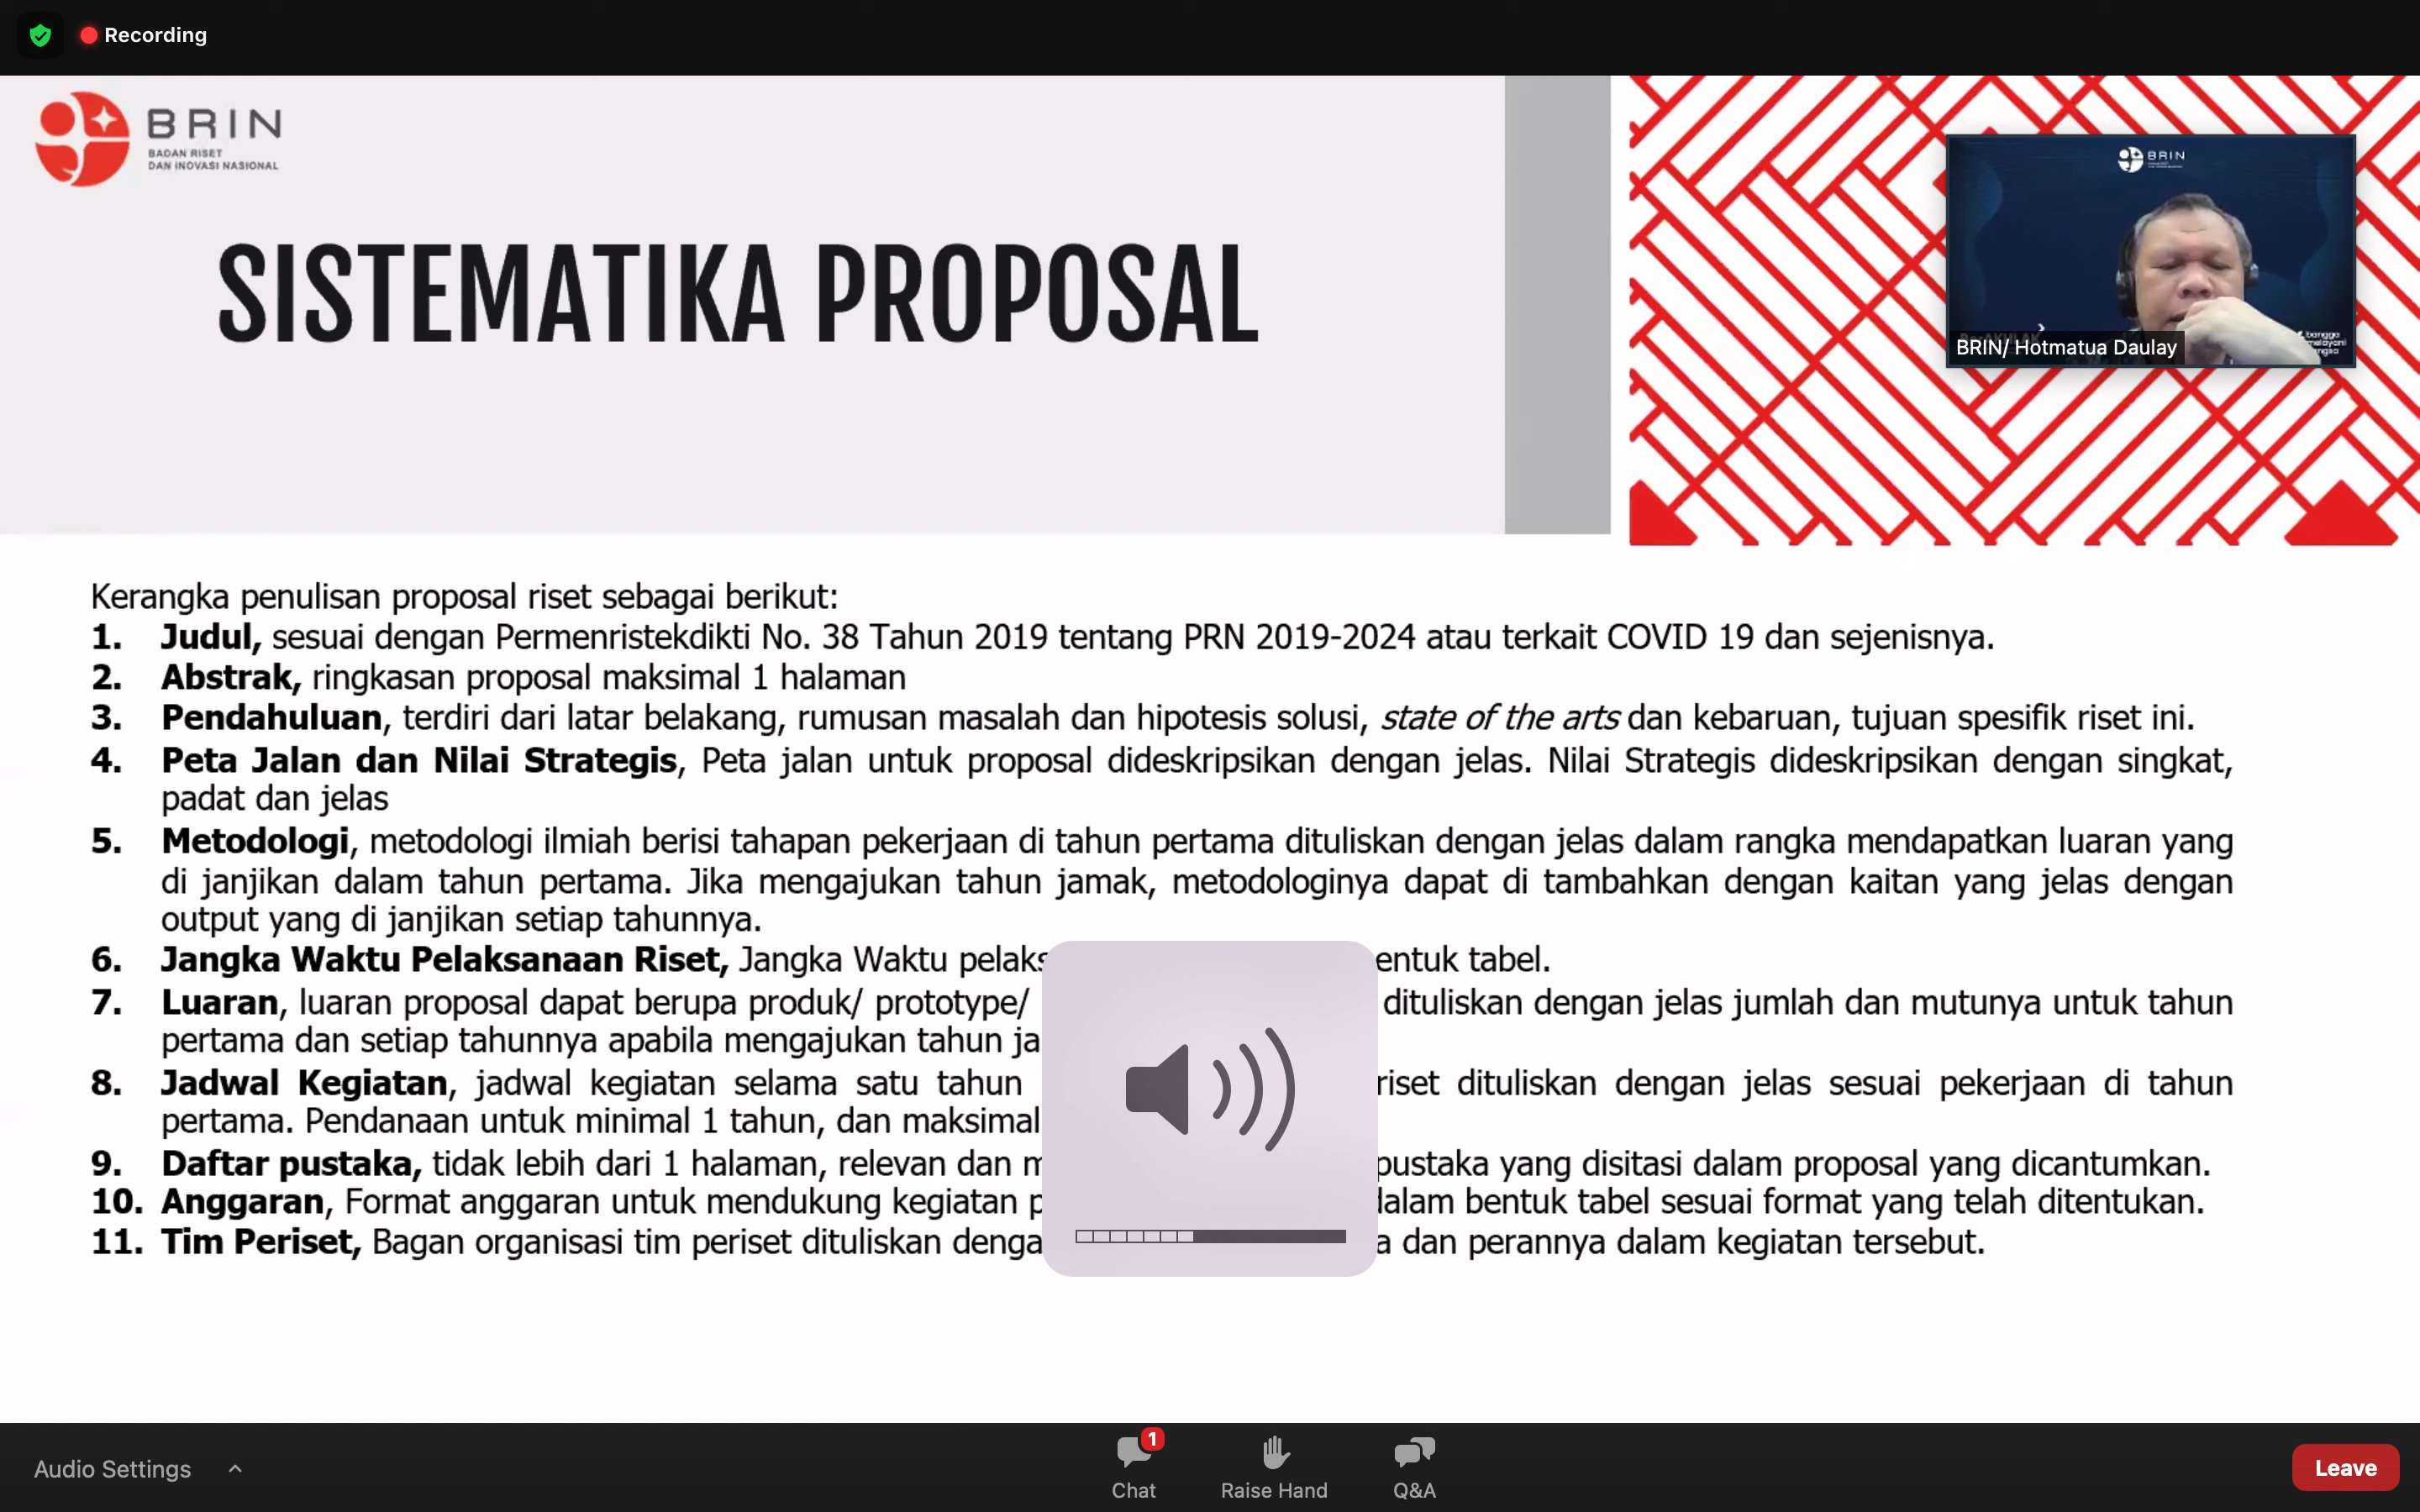 Recording
BRIN
BADAN RISET
DAN INOVASI NASIONAL
SISTEMATIKA PROPOSAL
BRIN
BRIN/ Hotmatua Daulay
bangga
melayani
bangsa
Kerangka penulisan proposal riset sebagai berikut:
1. Judul, sesuai dengan Permenristekdikti No. 38 Tahun 2019 tentang PRN 2019-2024 atau terkait COVID 19 dan sejenisnya.
2. Abstrak, ringkasan proposal maksimal 1 halaman
3. Pendahuluan, terdiri dari latar belakang, rumusan masalah dan hipotesis solusi, state of the arts dan kebaruan, tujuan spesifik riset ini.
4. Peta Jalan dan Nilai Strategis, Peta jalan untuk proposal dideskripsikan dengan jelas. Nilai Strategis dideskripsikan dengan singkat,
padat dan jelas
5. Metodologi, metodologi ilmiah berisi tahapan pekerjaan di tahun pertama dituliskan dengan jelas dalam rangka mendapatkan luaran yang
di janjikan dalam tahun pertama. Jika mengajukan tahun jamak, metodologinya dapat di tambahkan dengan kaitan yang jelas dengan
output yang di janjikan setiap tahunnya.
6. Jangka Waktu Pelaksanaan Riset, Jangka Waktu pelaks entuk tabel.
7. Luaran, luaran proposal dapat berupa produk/ prototype/ dituliskan dengan jelas jumlah dan mutunya untuk tahun
pertama dan setiap tahunnya apabila mengajukan tahun ja
8. Jadwal Kegiatan, jadwal kegiatan selama satu tahun riset dituliskan dengan jelas sesuai pekerjaan di tahun
pertama. Pendanaan untuk minimal 1 tahun, dan maksimal
9. Daftar pustaka, tidak lebih dari 1 halaman, relevan dan pustaka yang disitasi dalam proposal yang dicantumkan.
10. Anggaran, Format anggaran untuk mendukung kegiatan dalam bentuk tabel sesuai format yang telah ditentukan.
11. Tim Periset, Bagan organisasi tim periset dituliskan denga a dan perannya dalam kegiatan tersebut.
Audio Settings
1
Chat
Raise Hand
Q&A
Leave